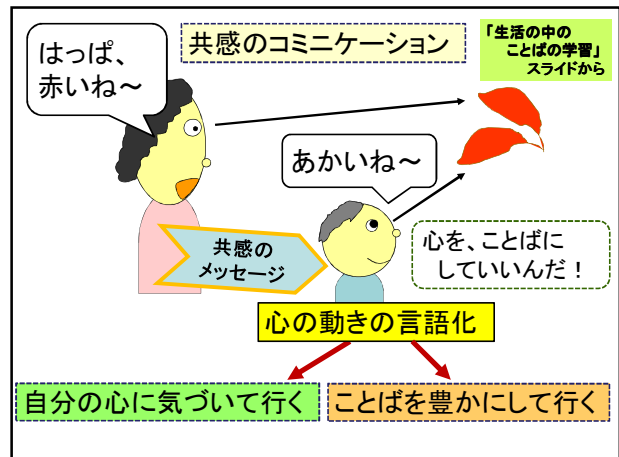 はっぱ、
赤いね～
共感のコミニケーション
「生活の中の
ことばの学習」
スライドから
あかいね～
共感の
メッセージ
心を、ことばに
していいんだ！
心の動きの言語化
自分の心に気づいて行く
ことばを豊かにして行く